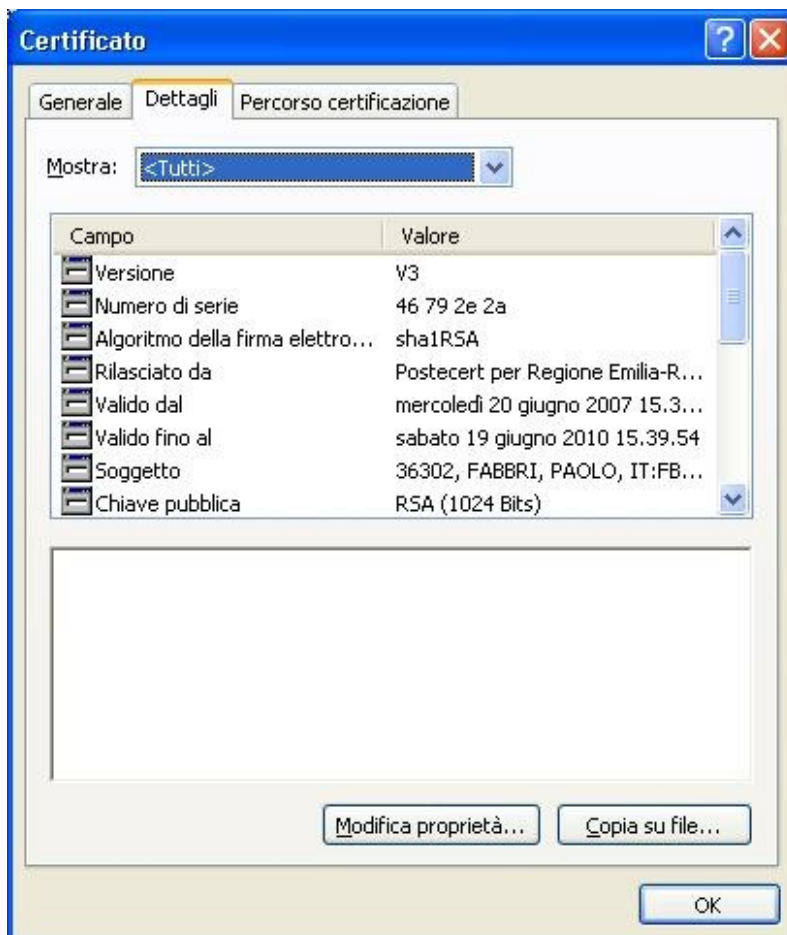 Certificato
Generale Dettagli Percorso certificazione
Mostra: <Tutti>
Campo Valore
Versione V3
Numero di serie 46 79 2e 2a
Algoritmo della firma elettro... sha1RSA
Rilasciato da Postecert per Regione Emilia-R...
Valido dal mercoledì 20 giugno 2007 15.3...
Valido fino al sabato 19 giugno 2010 15.39.54
Soggetto 36302, FABBRI, PAOLO, IT:FB...
Chiave pubblica RSA (1024 Bits)
Modifica proprietà... Copia su file...
OK